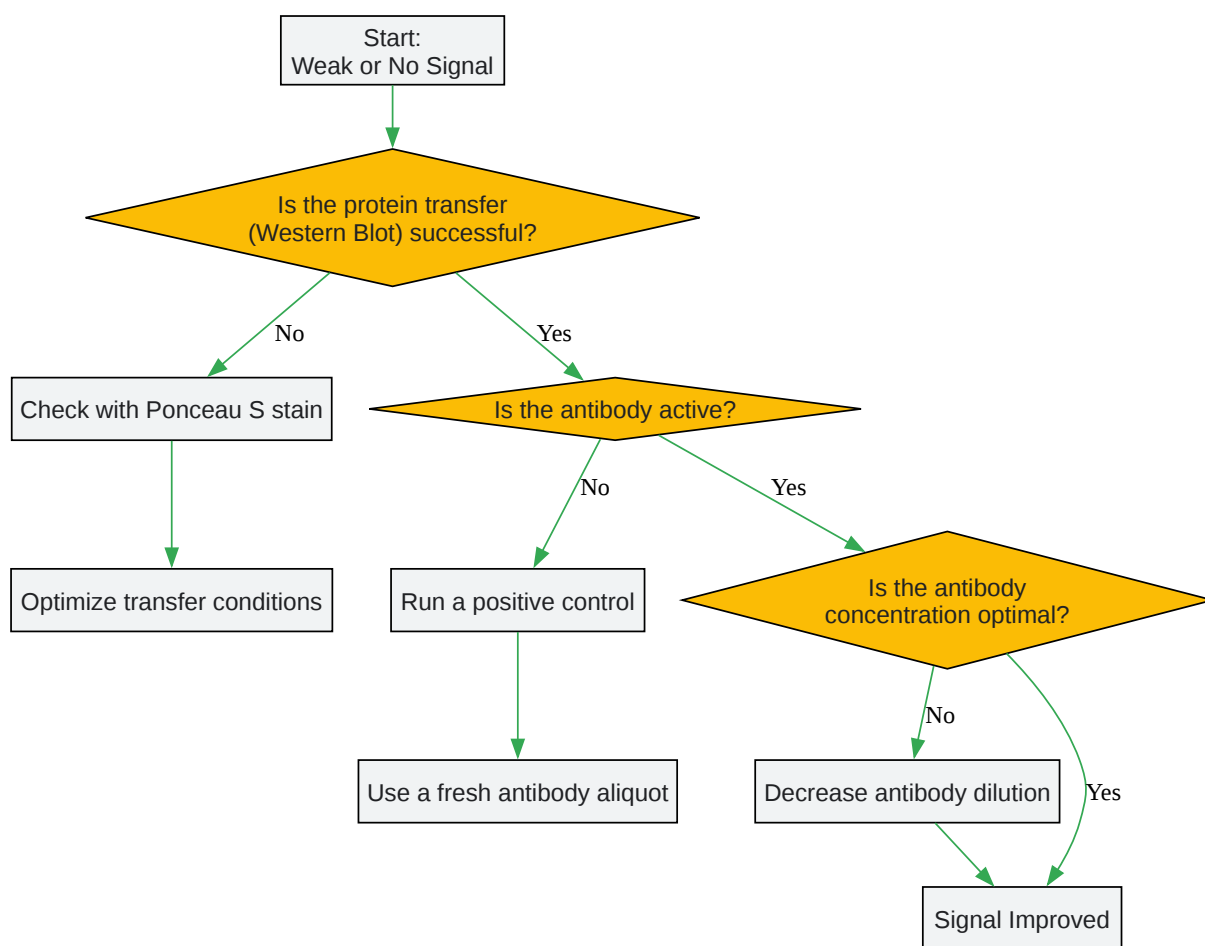 Start:
Weak or No Signal
Is the protein transfer
(Western Blot) successful?
No
Yes
Check with Ponceau S stain
Is the antibody active?
No
Yes
Optimize transfer conditions
Run a positive control
Is the antibody
concentration optimal?
No
Yes
Use a fresh antibody aliquot
Decrease antibody dilution
Signal Improved